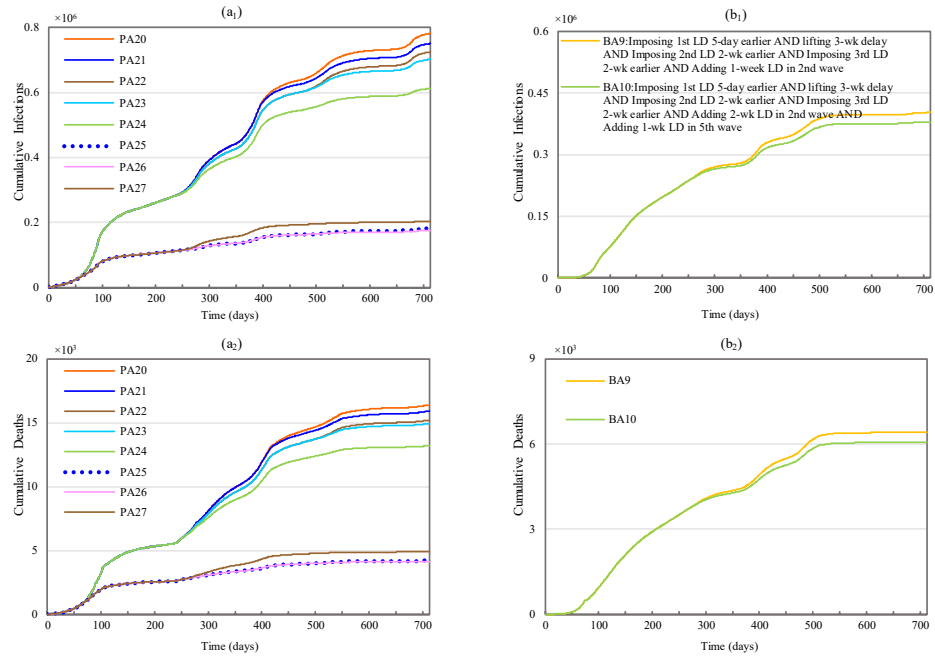 (a1)
×10⁶
0.8
0.6
0.4
0.2
0
Cumulative Infections
PA20
PA21
PA22
PA23
PA24
PA25
PA26
PA27
0 100 200 300 400 500 600 700
Time (days)
(b1)
×10⁶
0.6
0.45
0.3
0.15
0
Cumulative Infections
BA9:Imposing 1st LD 5-day earlier AND lifting 3-wk delay
AND Imposing 2nd LD 2-wk earlier AND Imposing 3rd LD
2-wk earlier AND Adding 1-week LD in 2nd wave
BA10:Imposing 1st LD 5-day earlier AND lifting 3-wk delay
AND Imposing 2nd LD 2-wk earlier AND Imposing 3rd LD
2-wk earlier AND Adding 2-wk LD in 2nd wave AND
Adding 1-wk LD in 5th wave
0 100 200 300 400 500 600 700
Time (days)
(a2)
×10³
20
15
10
5
0
Cumulative Deaths
PA20
PA21
PA22
PA23
PA24
PA25
PA26
PA27
0 100 200 300 400 500 600 700
Time (days)
(b2)
×10³
9
6
3
0
Cumulative Deaths
BA9
BA10
0 100 200 300 400 500 600 700
Time (days)